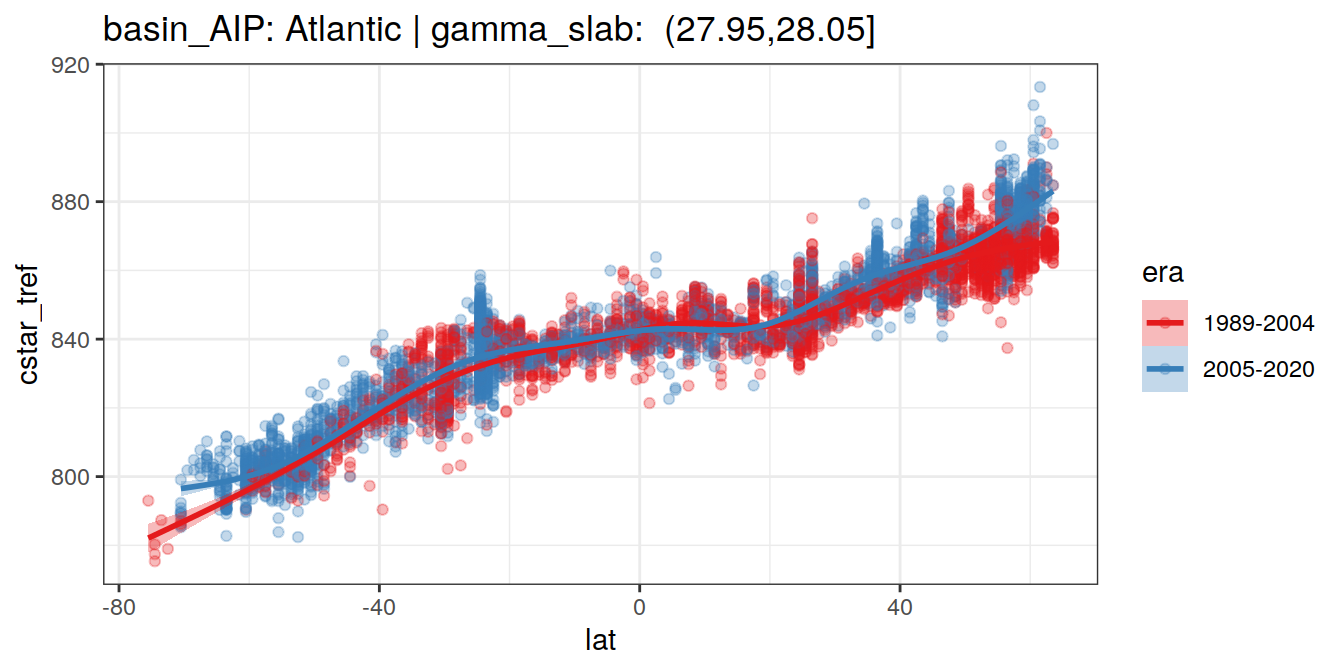 basin_AIP: Atlantic | gamma_slab:  (27.95,28.05]
920
880
840
800
cstar_tref
-80
-40
0
40
lat
era
1989-2004
2005-2020